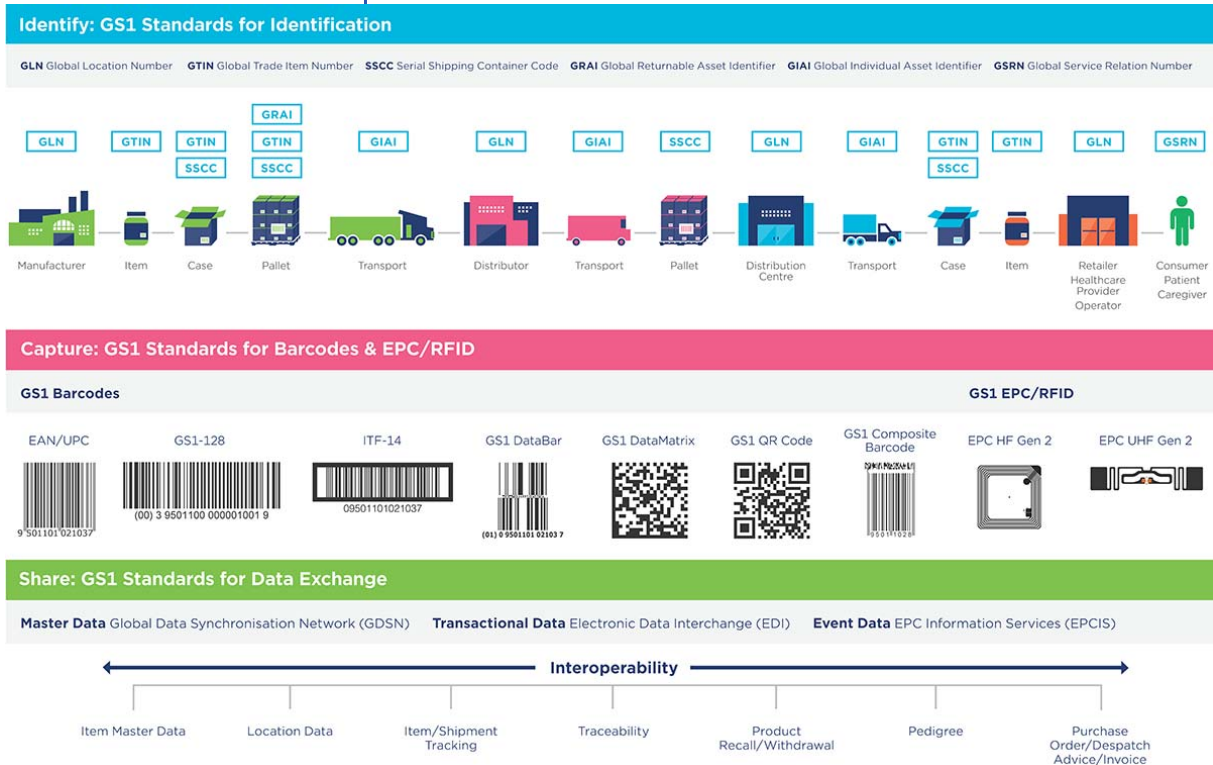 Identify: GS1 Standards for Identification
GLN Global Location Number GTIN Global Trade Item Number SSCC Serial Shipping Container Code GRAI Global Returnable Asset Identifier GIAI Global Individual Asset Identifier GSRN Global Service Relation Number
GRAI
GLN GTIN GTIN GTIN GIAI GLN GIAI SSCC GLN GIAI GTIN GTIN GLN GSRN
SSCC SSCC SSCC
Manufacturer Item Case Pallet Transport Distributor Transport Pallet Distribution Transport Case Item Retailer Consumer
Centre Healthcare Patient
Provider Caregiver
Operator
Capture: GS1 Standards for Barcodes & EPC/RFID
GS1 Barcodes GS1 EPC/RFID
EAN/UPC GS1-128 ITF-14 GS1 DataBar GS1 DataMatrix GS1 QR Code GS1 Composite EPC HF Gen 2 EPC UHF Gen 2
Barcode
(00) 3 9501100 000001001 9
09501101021037
9 501101 021037
(01) 0 9501101 02103 7
Share: GS1 Standards for Data Exchange
Master Data Global Data Synchronisation Network (GDSN) Transactional Data Electronic Data Interchange (EDI) Event Data EPC Information Services (EPCIS)
Interoperability
Item Master Data Location Data Item/Shipment Traceability Product Pedigree Purchase
Tracking Recall/Withdrawal Order/Despatch
Advice/Invoice